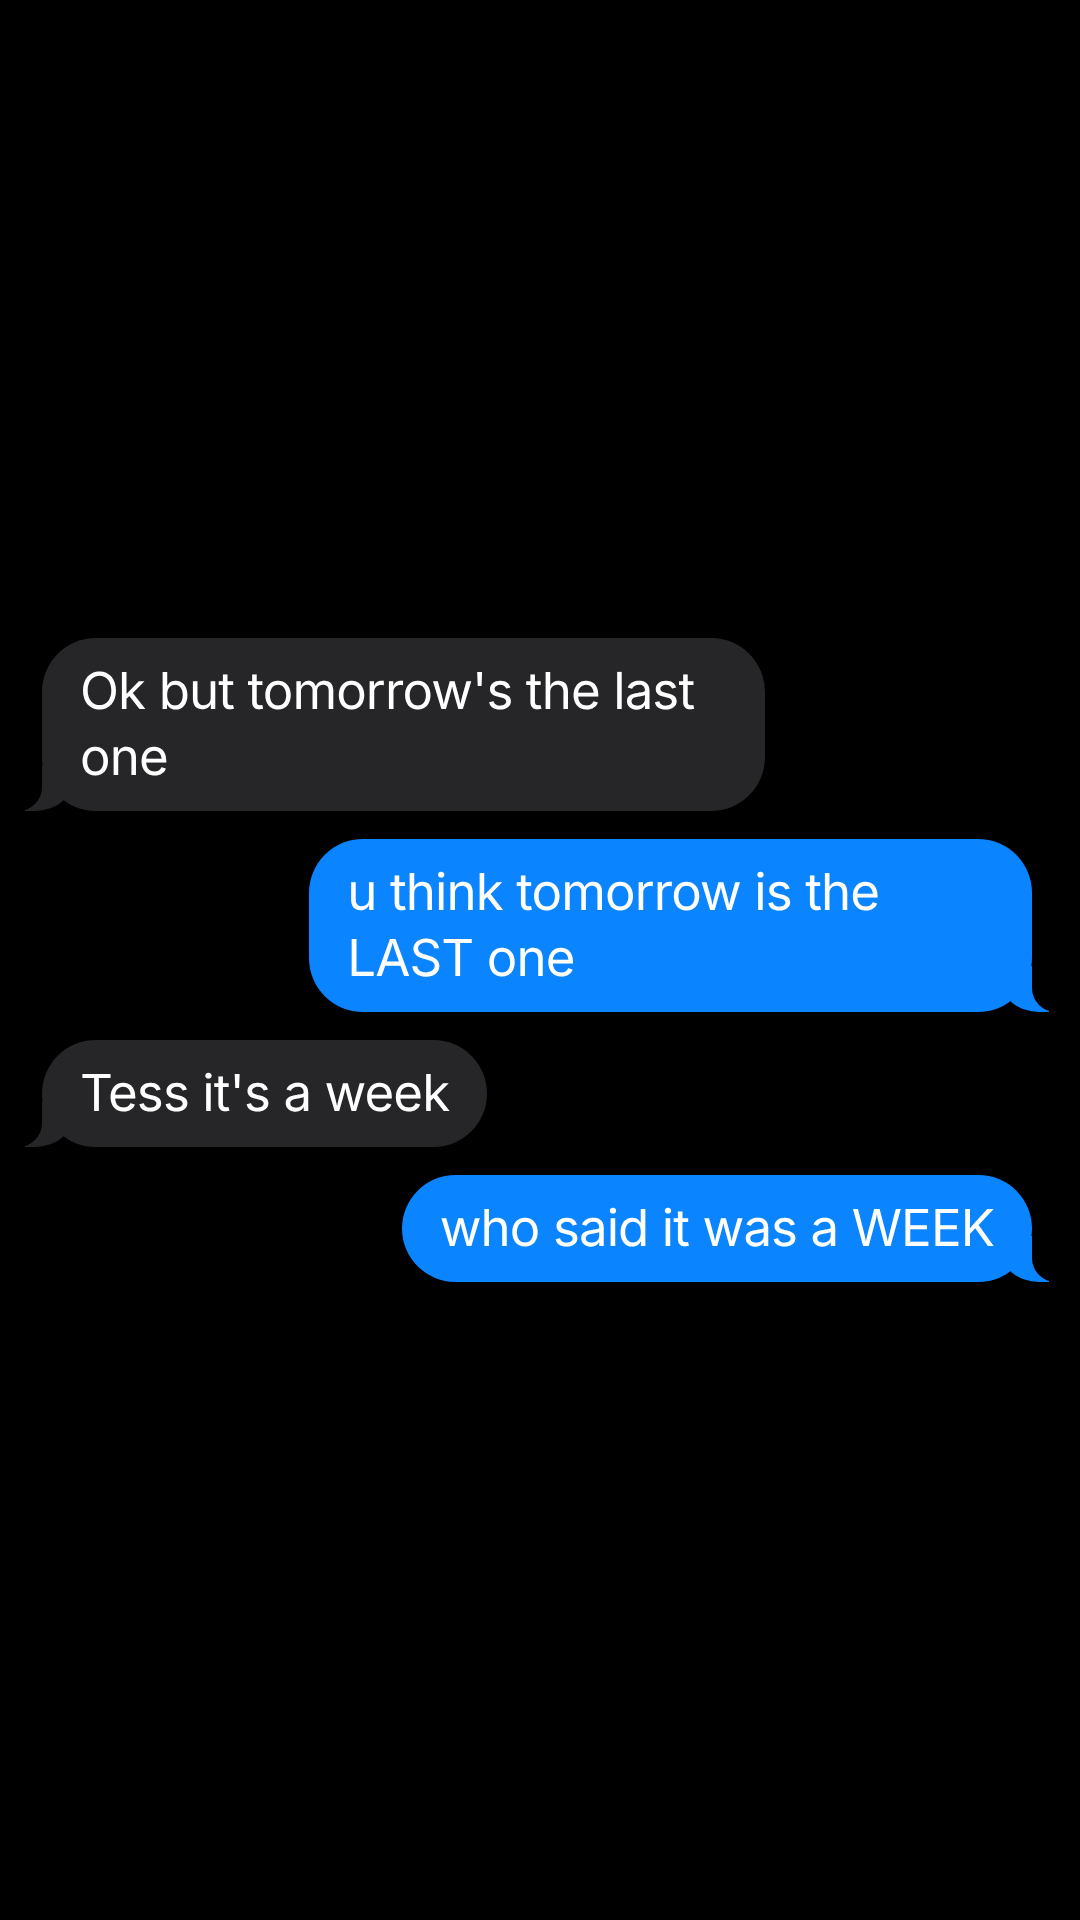 Ok but tomorrow's the last
one
u think tomorrow is the
LAST one
Tess it's a week
who said it was a WEEK